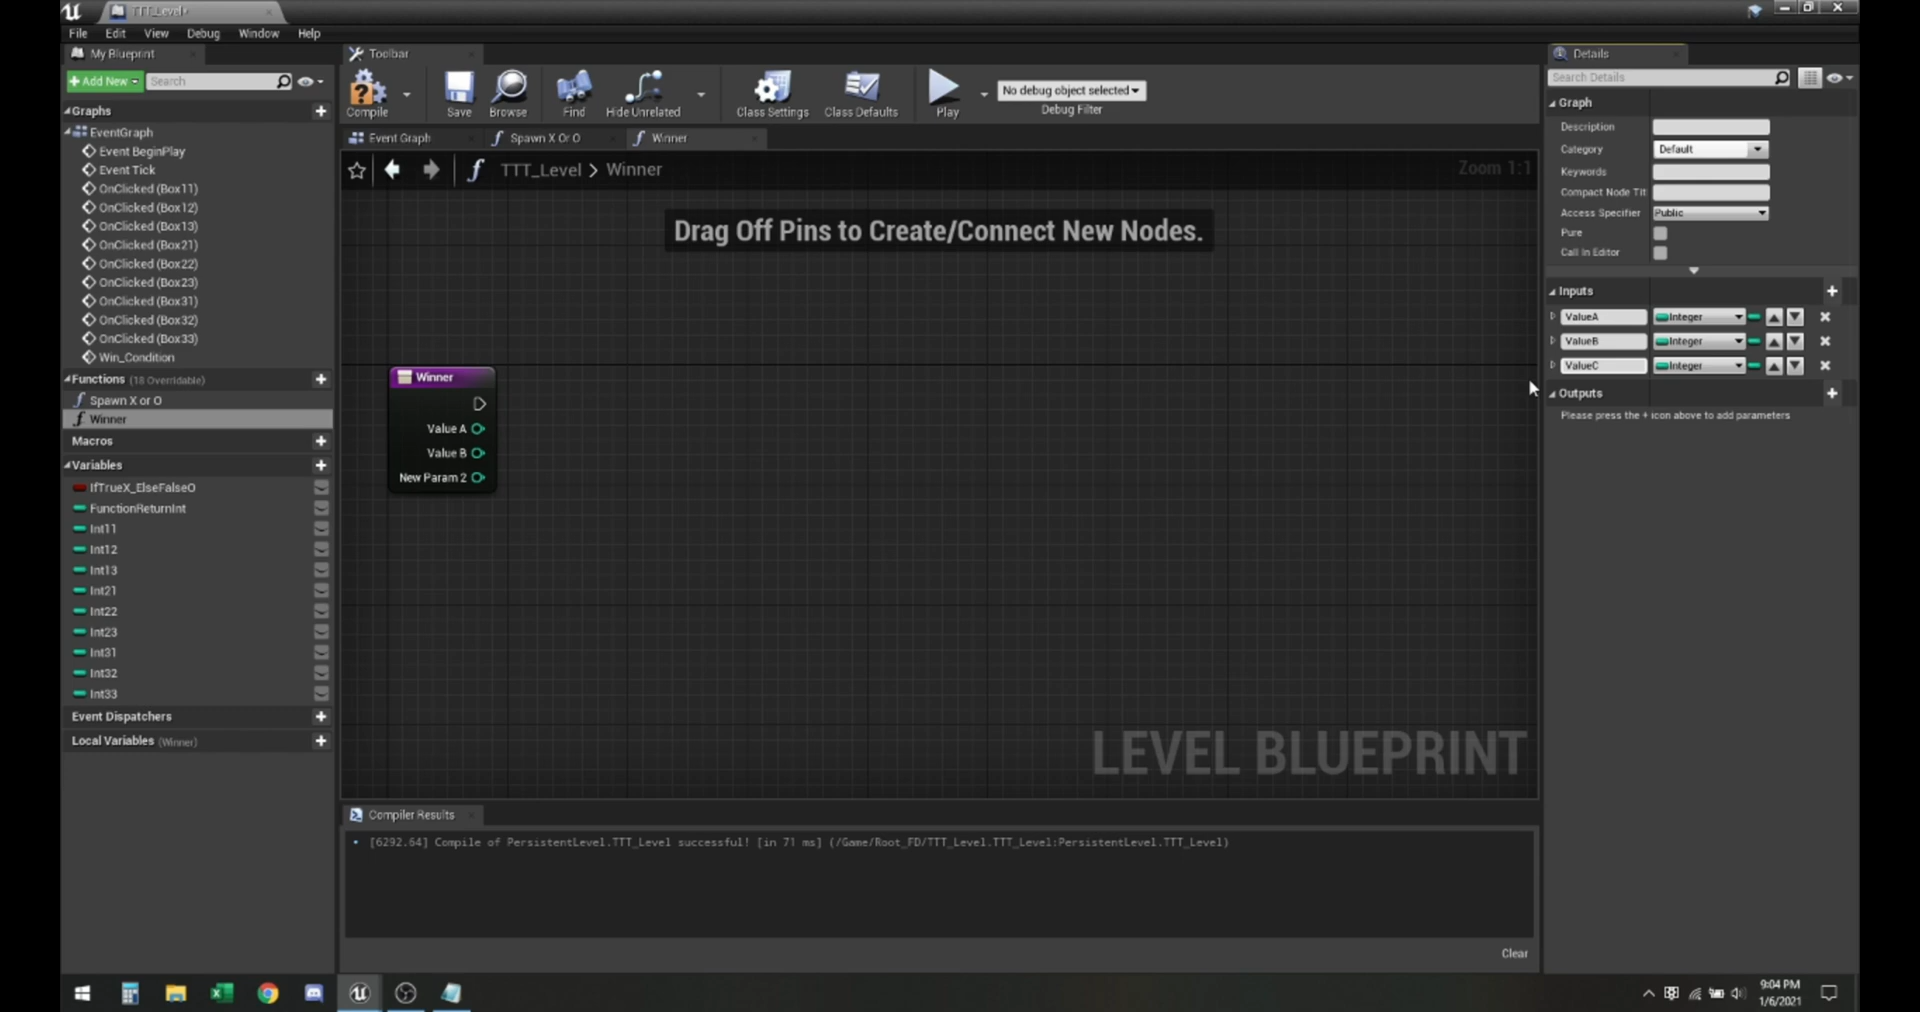 TTT_Level*
File Edit View Debug Window Help
My Blueprint
+ Add New
Search
Graphs
EventGraph
Event BeginPlay
Event Tick
OnClicked (Box11)
OnClicked (Box12)
OnClicked (Box13)
OnClicked (Box21)
OnClicked (Box22)
OnClicked (Box23)
OnClicked (Box31)
OnClicked (Box32)
OnClicked (Box33)
Win_Condition
Functions (18 Overridable)
Spawn X or O
Winner
Macros
Variables
IfTrueX_ElseFalseO
FunctionReturnInt
Int11
Int12
Int13
Int21
Int22
Int23
Int31
Int32
Int33
Event Dispatchers
Local Variables (Winner)
Toolbar
Compile
Save
Browse
Find
Hide Unrelated
Class Settings
Class Defaults
Play
No debug object selected
Debug Filter
Event Graph
Spawn X Or O
Winner
TTT_Level > Winner
Zoom 1:1
Drag Off Pins to Create/Connect New Nodes.
Winner
Value A
Value B
New Param 2
LEVEL BLUEPRINT
Compiler Results
[6292.64] Compile of PersistentLevel.TTT_Level successful! [in 71 ms] (/Game/Root_FD/TTT_Level.TTT_Level:PersistentLevel.TTT_Level)
Clear
Details
Search Details
Graph
Description
Category Default
Keywords
Compact Node Tit
Access Specifier Public
Pure
Call In Editor
Inputs
ValueA Integer
ValueB Integer
ValueC Integer
Outputs
Please press the + icon above to add parameters
9:04 PM
1/6/2021